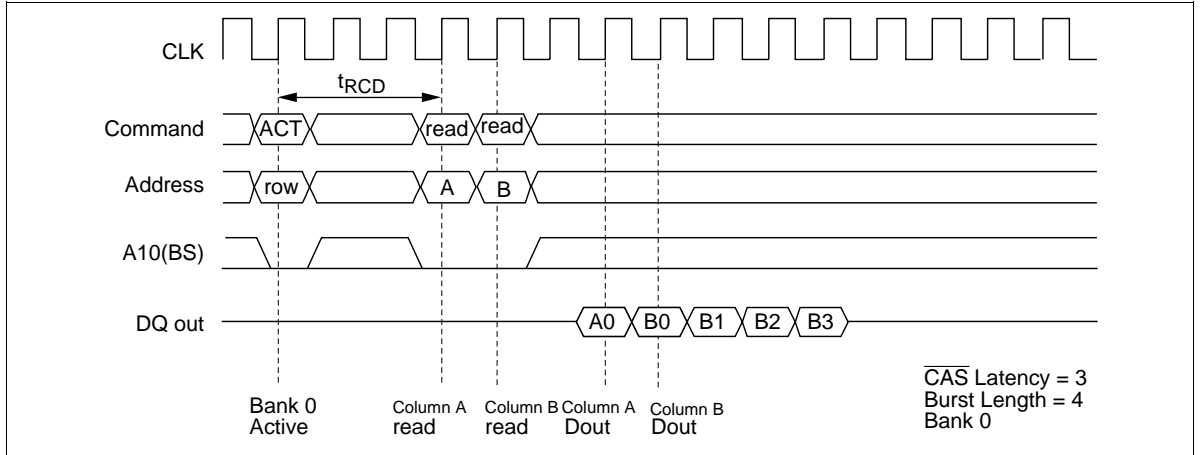 CLK
tRCD
Command ACT read read
Address row A B
A10(BS)
DQ out A0 B0 B1 B2 B3
CAS Latency = 3
Burst Length = 4
Bank 0
Bank 0 Active
Column A read
Column B read
Column A Dout
Column B Dout